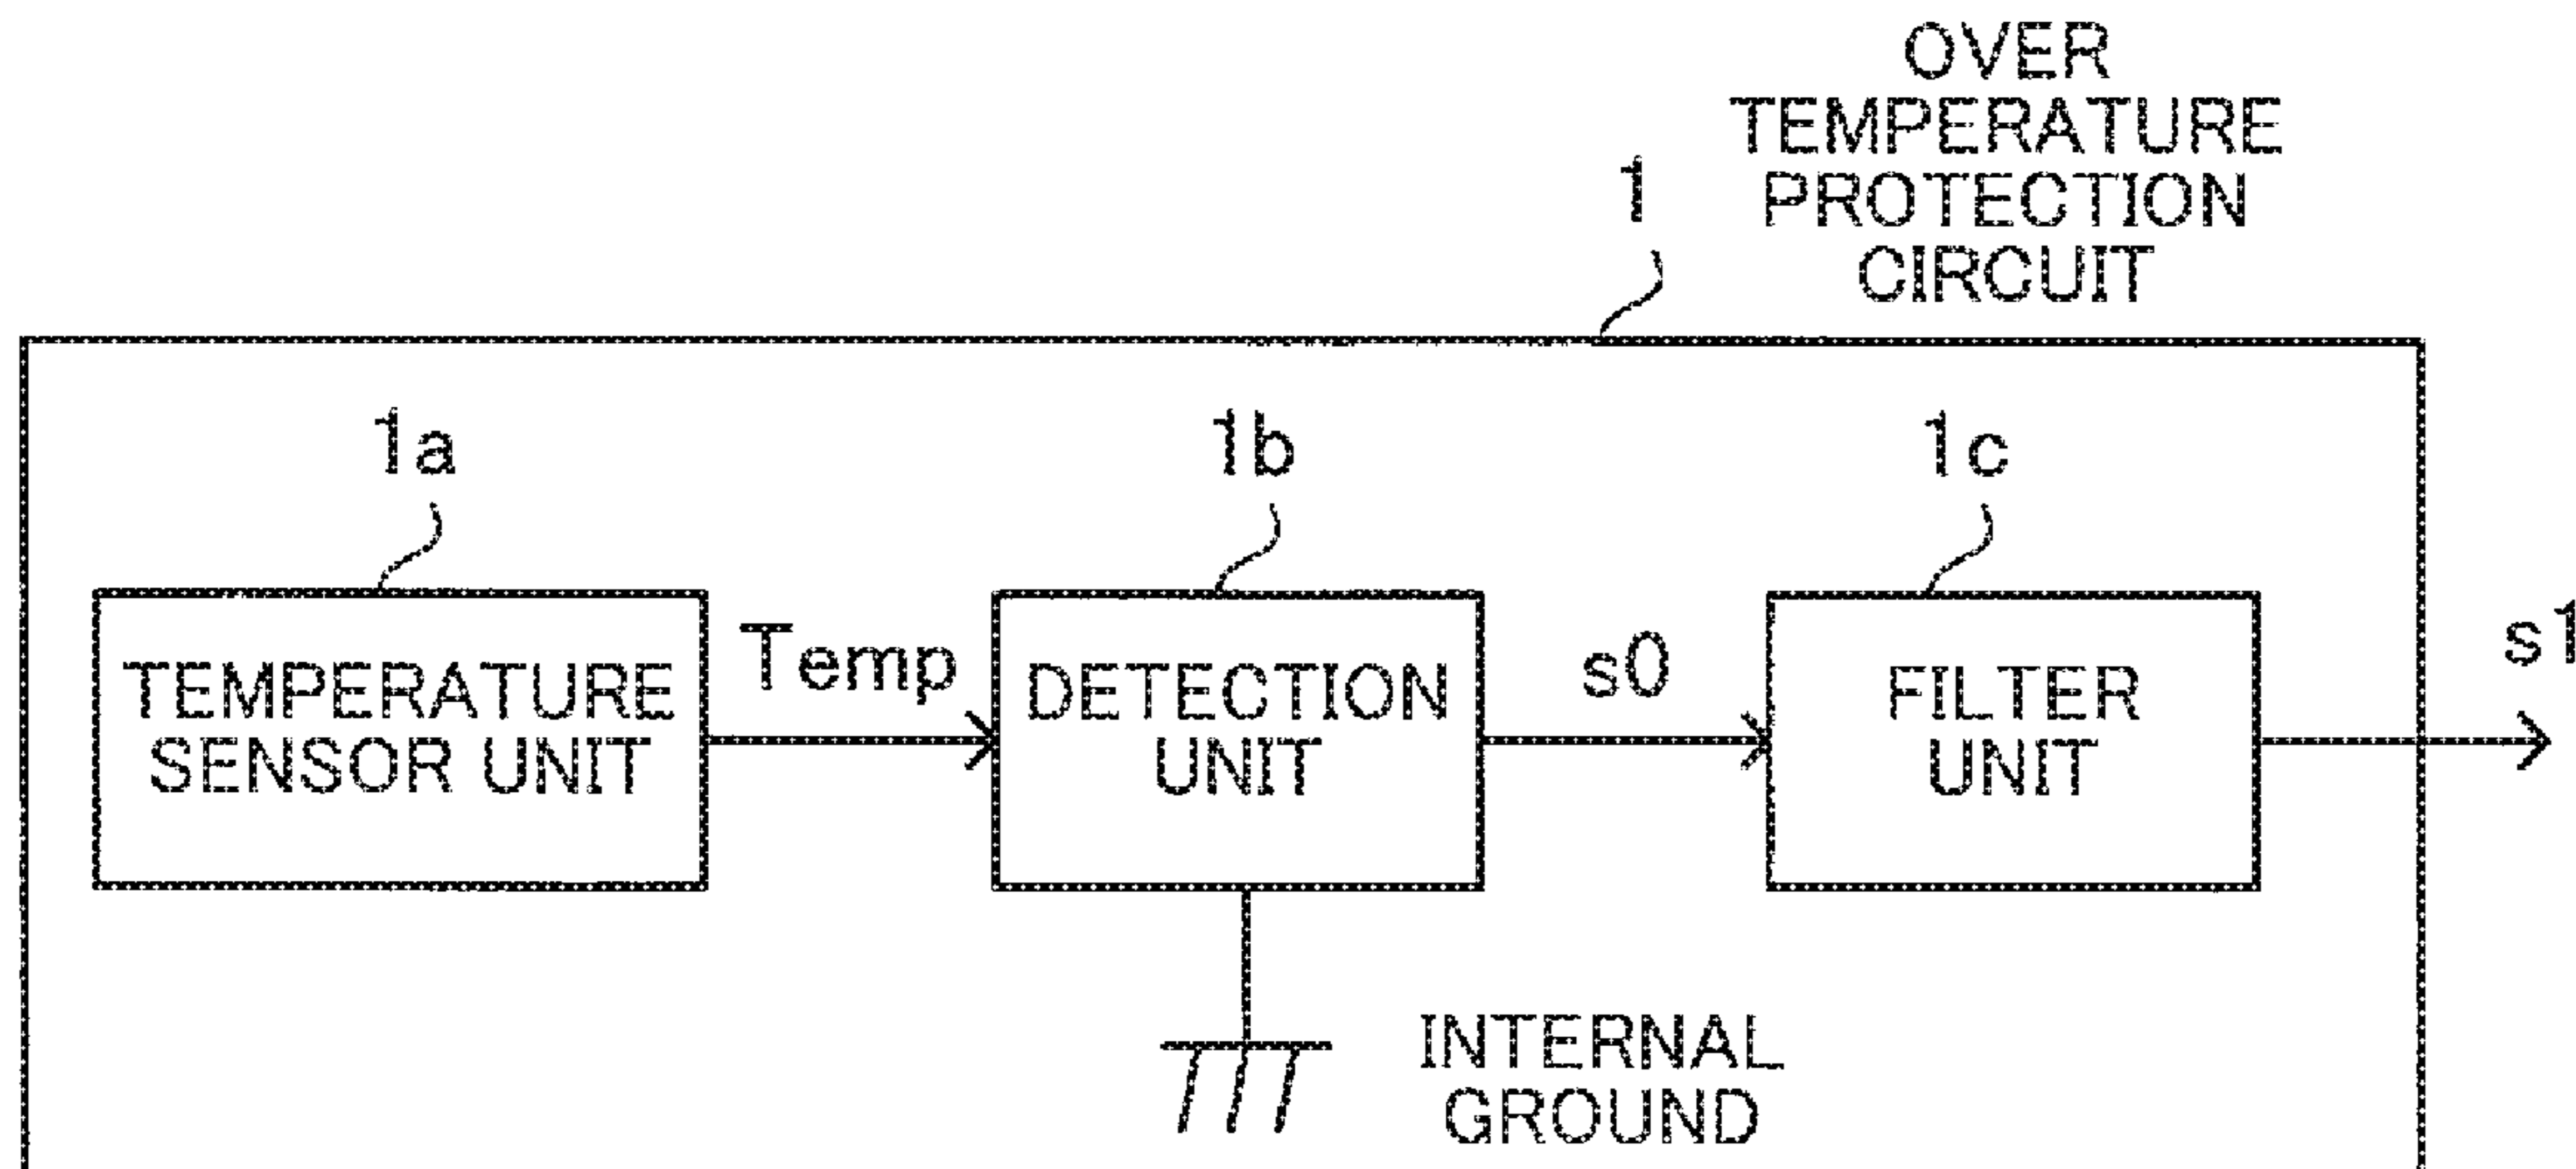 OVER
TEMPERATURE
PROTECTION
CIRCUIT
1
1a
1b
1c
TEMPERATURE
SENSOR UNIT
Temp
DETECTION
UNIT
s0
FILTER
UNIT
s1
INTERNAL
GROUND